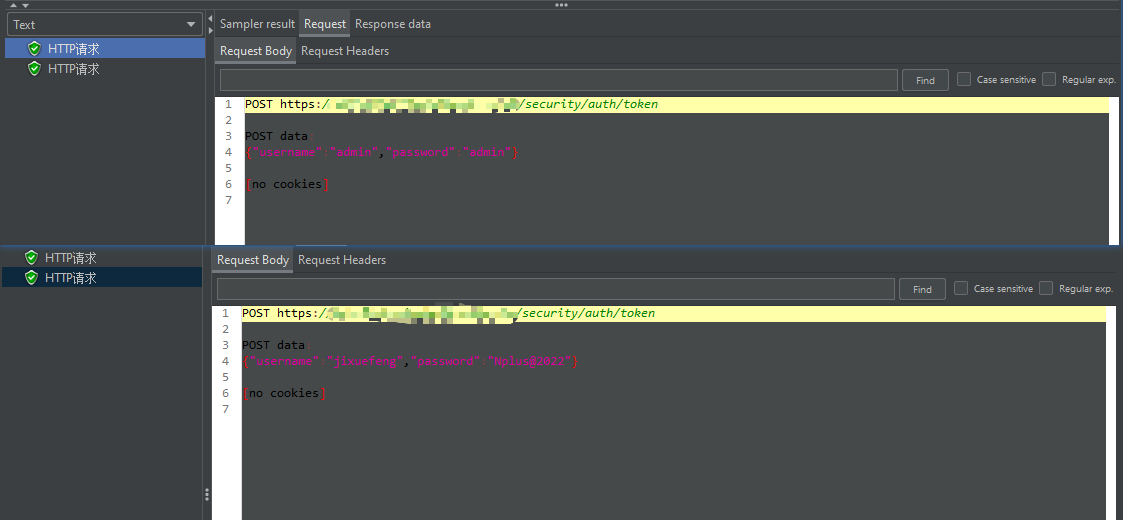 Text
HTTP请求
HTTP请求
Sampler result Request Response data
Request Body Request Headers
Find Case sensitive Regular exp.
1 POST https:/ /security/auth/token
2
3 POST data:
4 {"username":"admin","password":"admin"}
5
6 [no cookies]
7
HTTP请求
HTTP请求
Request Body Request Headers
Find Case sensitive Regular exp.
1 POST https:/ /security/auth/token
2
3 POST data:
4 {"username":"jixuefeng","password":"Nplus@2022"}
5
6 [no cookies]
7